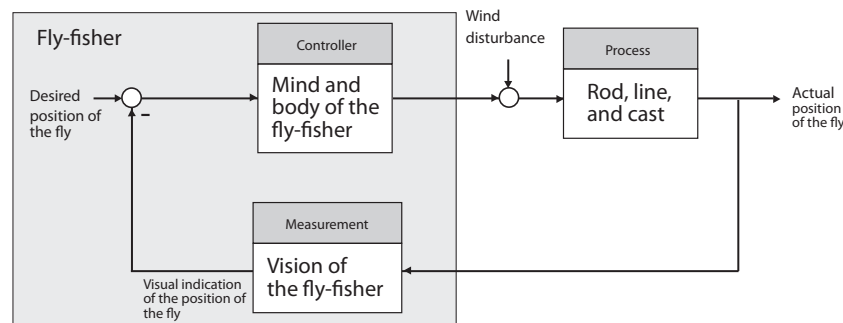 Fly-fisher
Controller
Mind and
body of the
fly-fisher
Wind
disturbance
Process
Rod, line,
and cast
Desired
position of
the fly
–
Actual
position
of the fly
Measurement
Vision of
the fly-fisher
Visual indication
of the position of
the fly